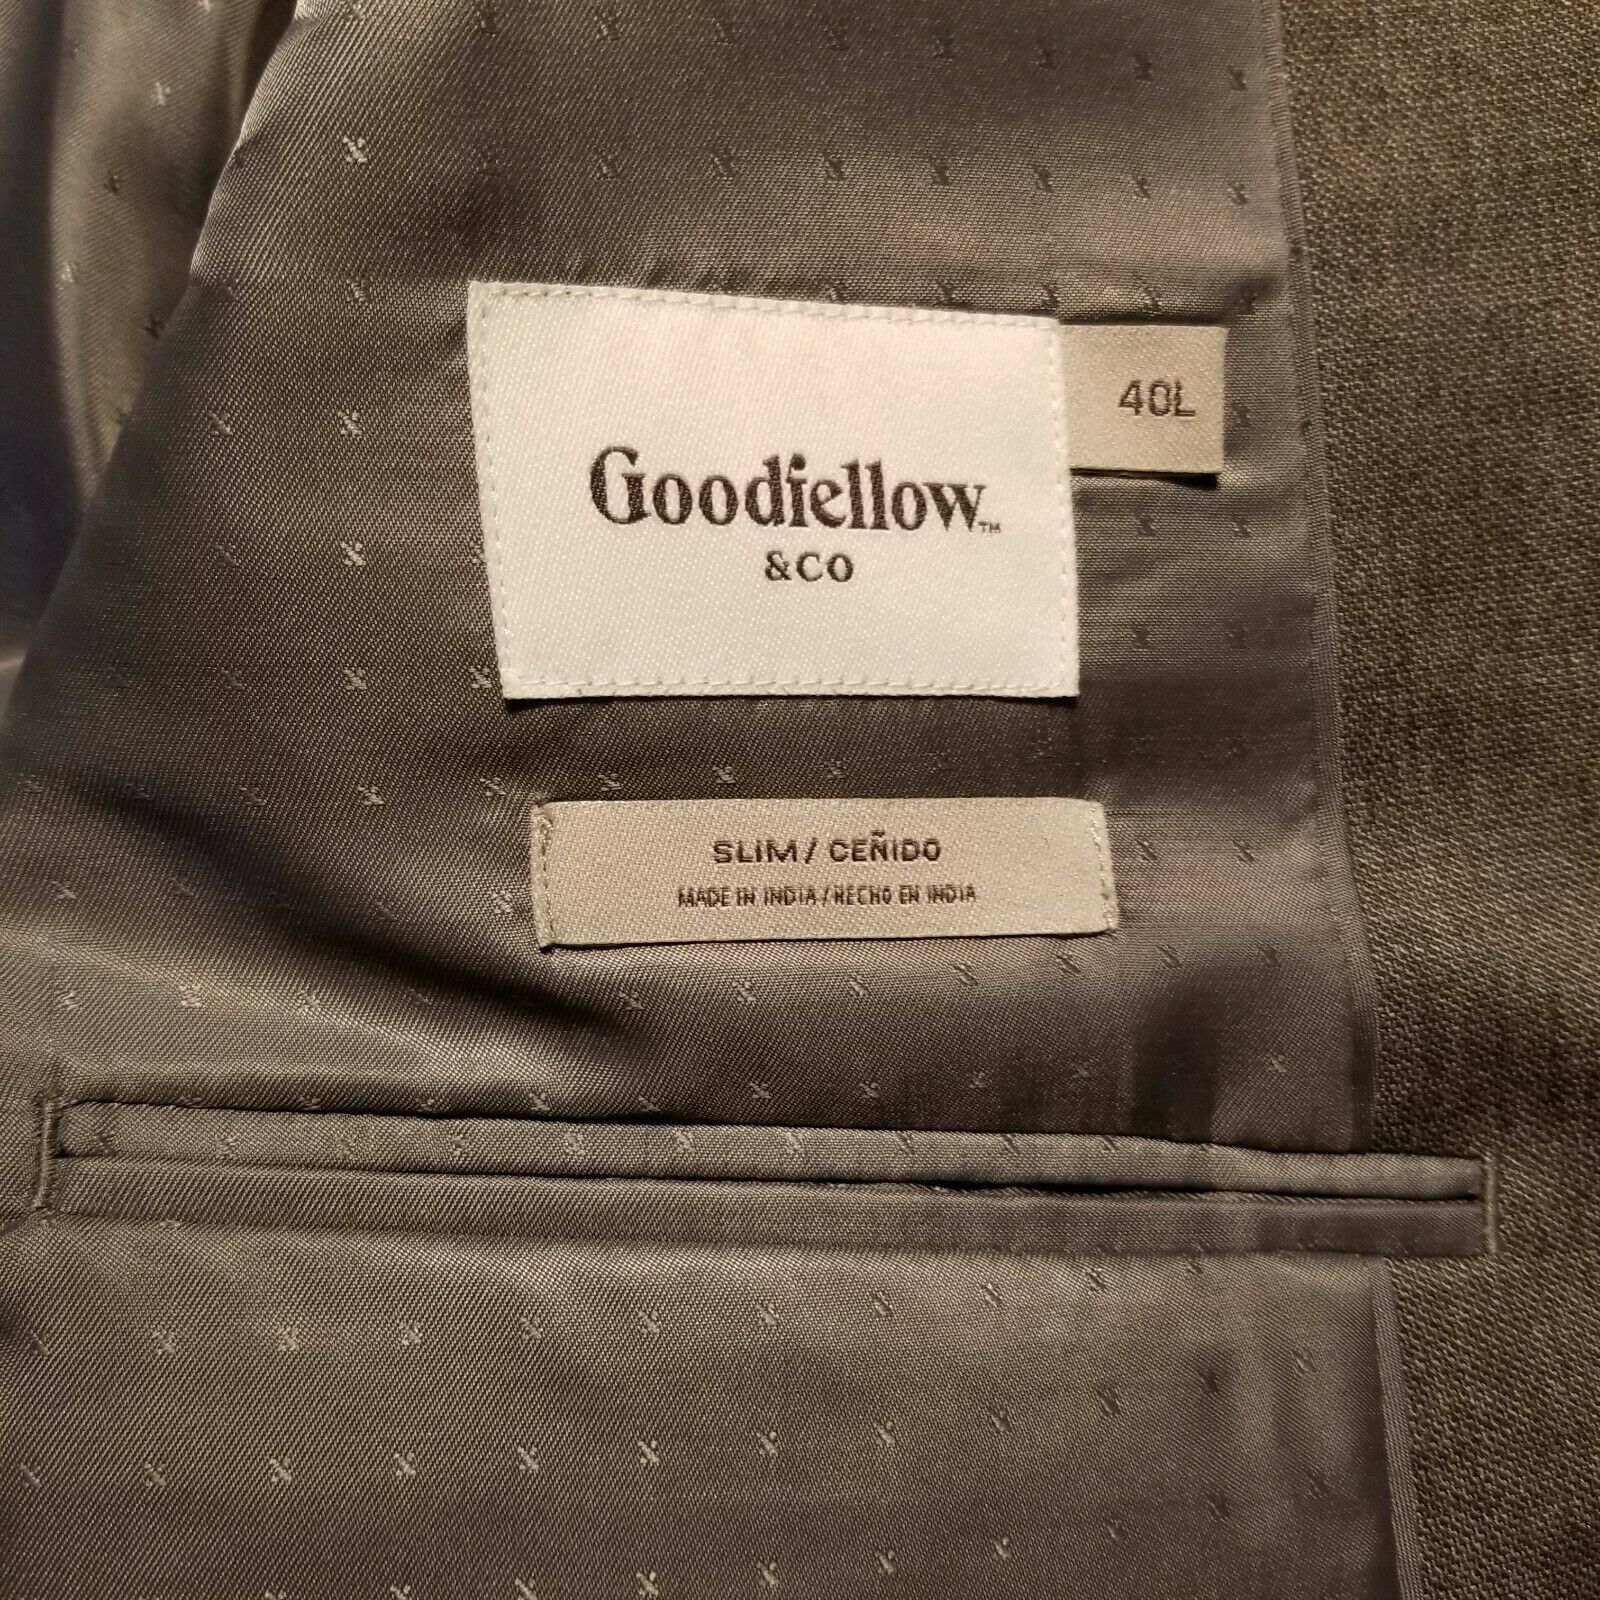 Goodfellow™
&CO
40L
SLIM / CEÑIDO
MADE IN INDIA / HECHO EN INDIA